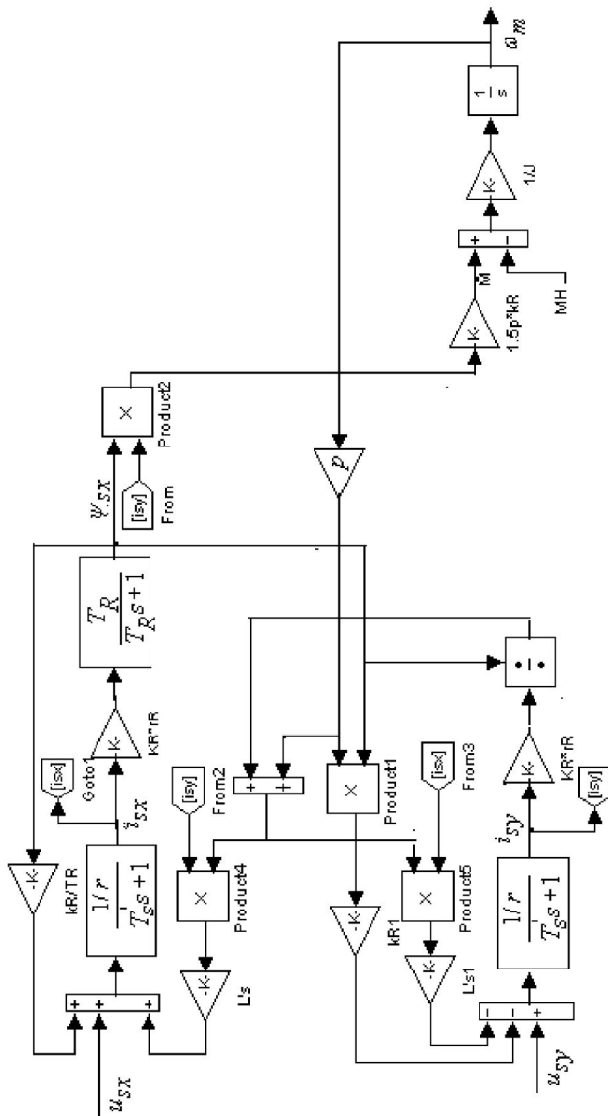 ω_m
1
s
K-
1/J
+
-
M
MH
K-
1.5p*kR
×
Product2
[isy]
From
ψ_sx
T_R
T_R s + 1
K-
KR*rR
[isx]
Goto1
i_sx
1/r
T_s' s + 1
-K-
kR/TR
+
+
+
u_sx
-K-
L's
×
Product4
[isy]
From2
+
+
p
×
Product1
-K-
kR1
×
Product5
[isx]
From3
-K-
L's1
-
-
+
u_sy
1/r
T_s' s + 1
i_sy
[isy]
K-
KR*rR
÷